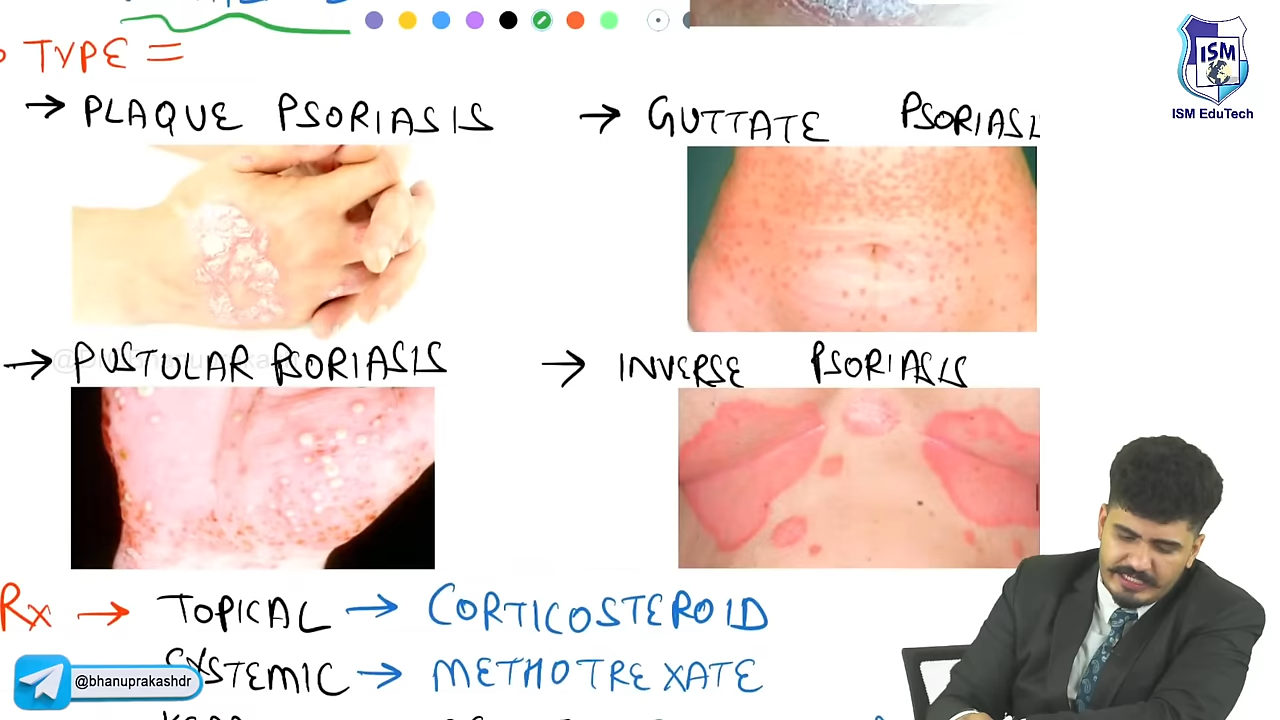 TYPE =
→ PLAQUE PSORIASIS
→ GUTTATE PSORIASI
→ PUSTULAR PSORIASIS
→ INVERSE PSORIASIS
Rx → TOPICAL → CORTICOSTEROID
SYSTEMIC → METHOTREXATE
@bhanuprakashdr
ISM
ISM EduTech